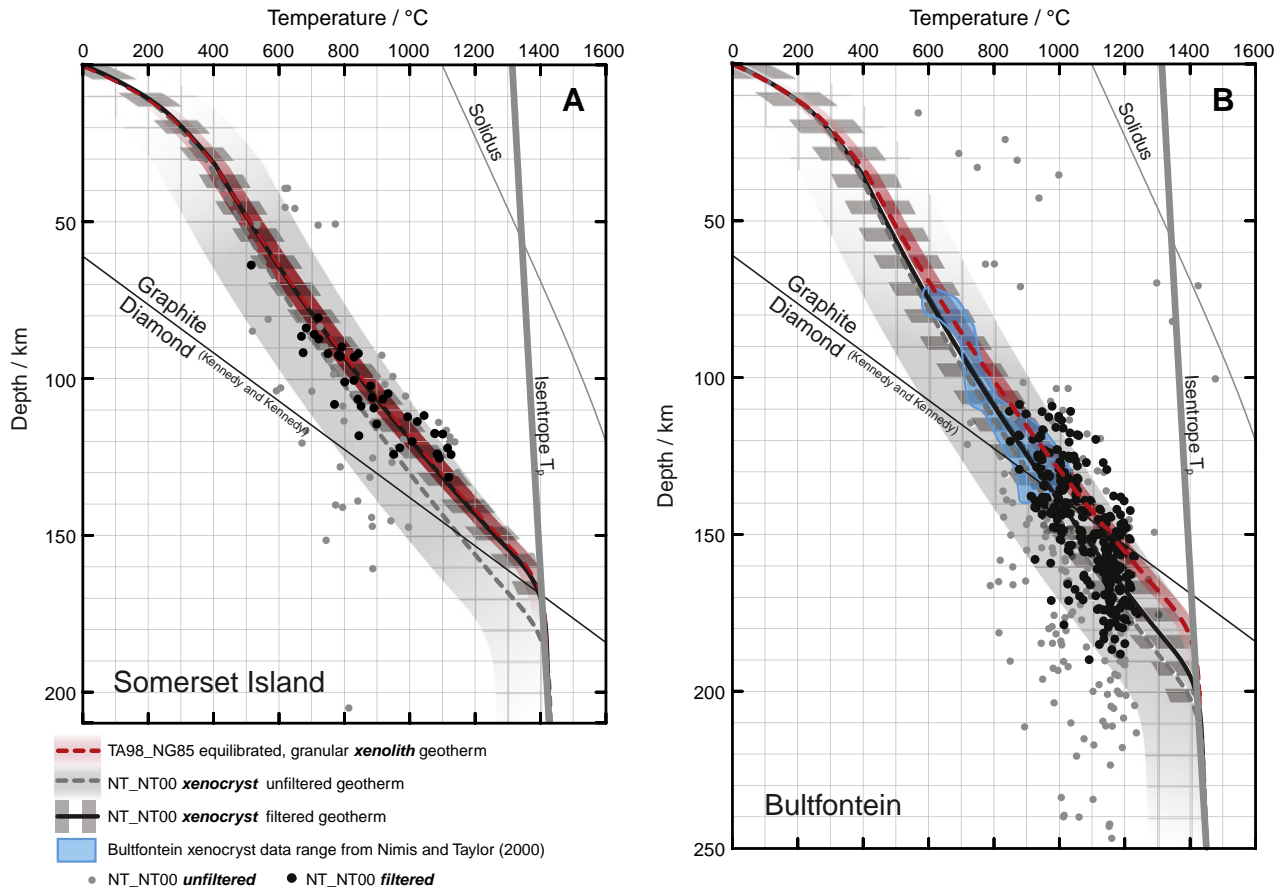 Temperature / °C
0 200 400 600 800 1000 1200 1400 1600
A
Solidus
50
Graphite
Diamond (Kennedy and Kennedy)
100
Depth / km
Isentrope Tp
150
Somerset Island
200
Temperature / °C
0 200 400 600 800 1000 1200 1400 1600
B
Solidus
50
Graphite
Diamond (Kennedy and Kennedy)
100
Depth / km
Isentrope Tp
150
200
Bultfontein
250
TA98_NG85 equilibrated, granular xenolith geotherm
NT_NT00 xenocryst unfiltered geotherm
NT_NT00 xenocryst filtered geotherm
Bultfontein xenocryst data range from Nimis and Taylor (2000)
NT_NT00 unfiltered NT_NT00 filtered